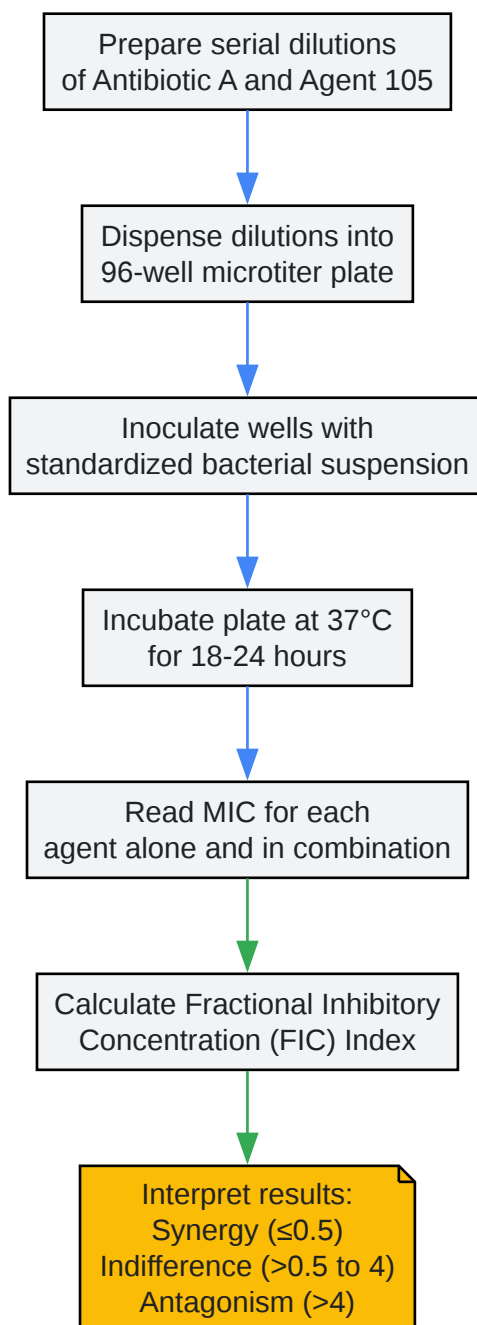 Prepare serial dilutions
of Antibiotic A and Agent 105
Dispense dilutions into
96-well microtiter plate
Inoculate wells with
standardized bacterial suspension
Incubate plate at 37°C
for 18-24 hours
Read MIC for each
agent alone and in combination
Calculate Fractional Inhibitory
Concentration (FIC) Index
Interpret results:
Synergy (≤0.5)
Indifference (>0.5 to 4)
Antagonism (>4)